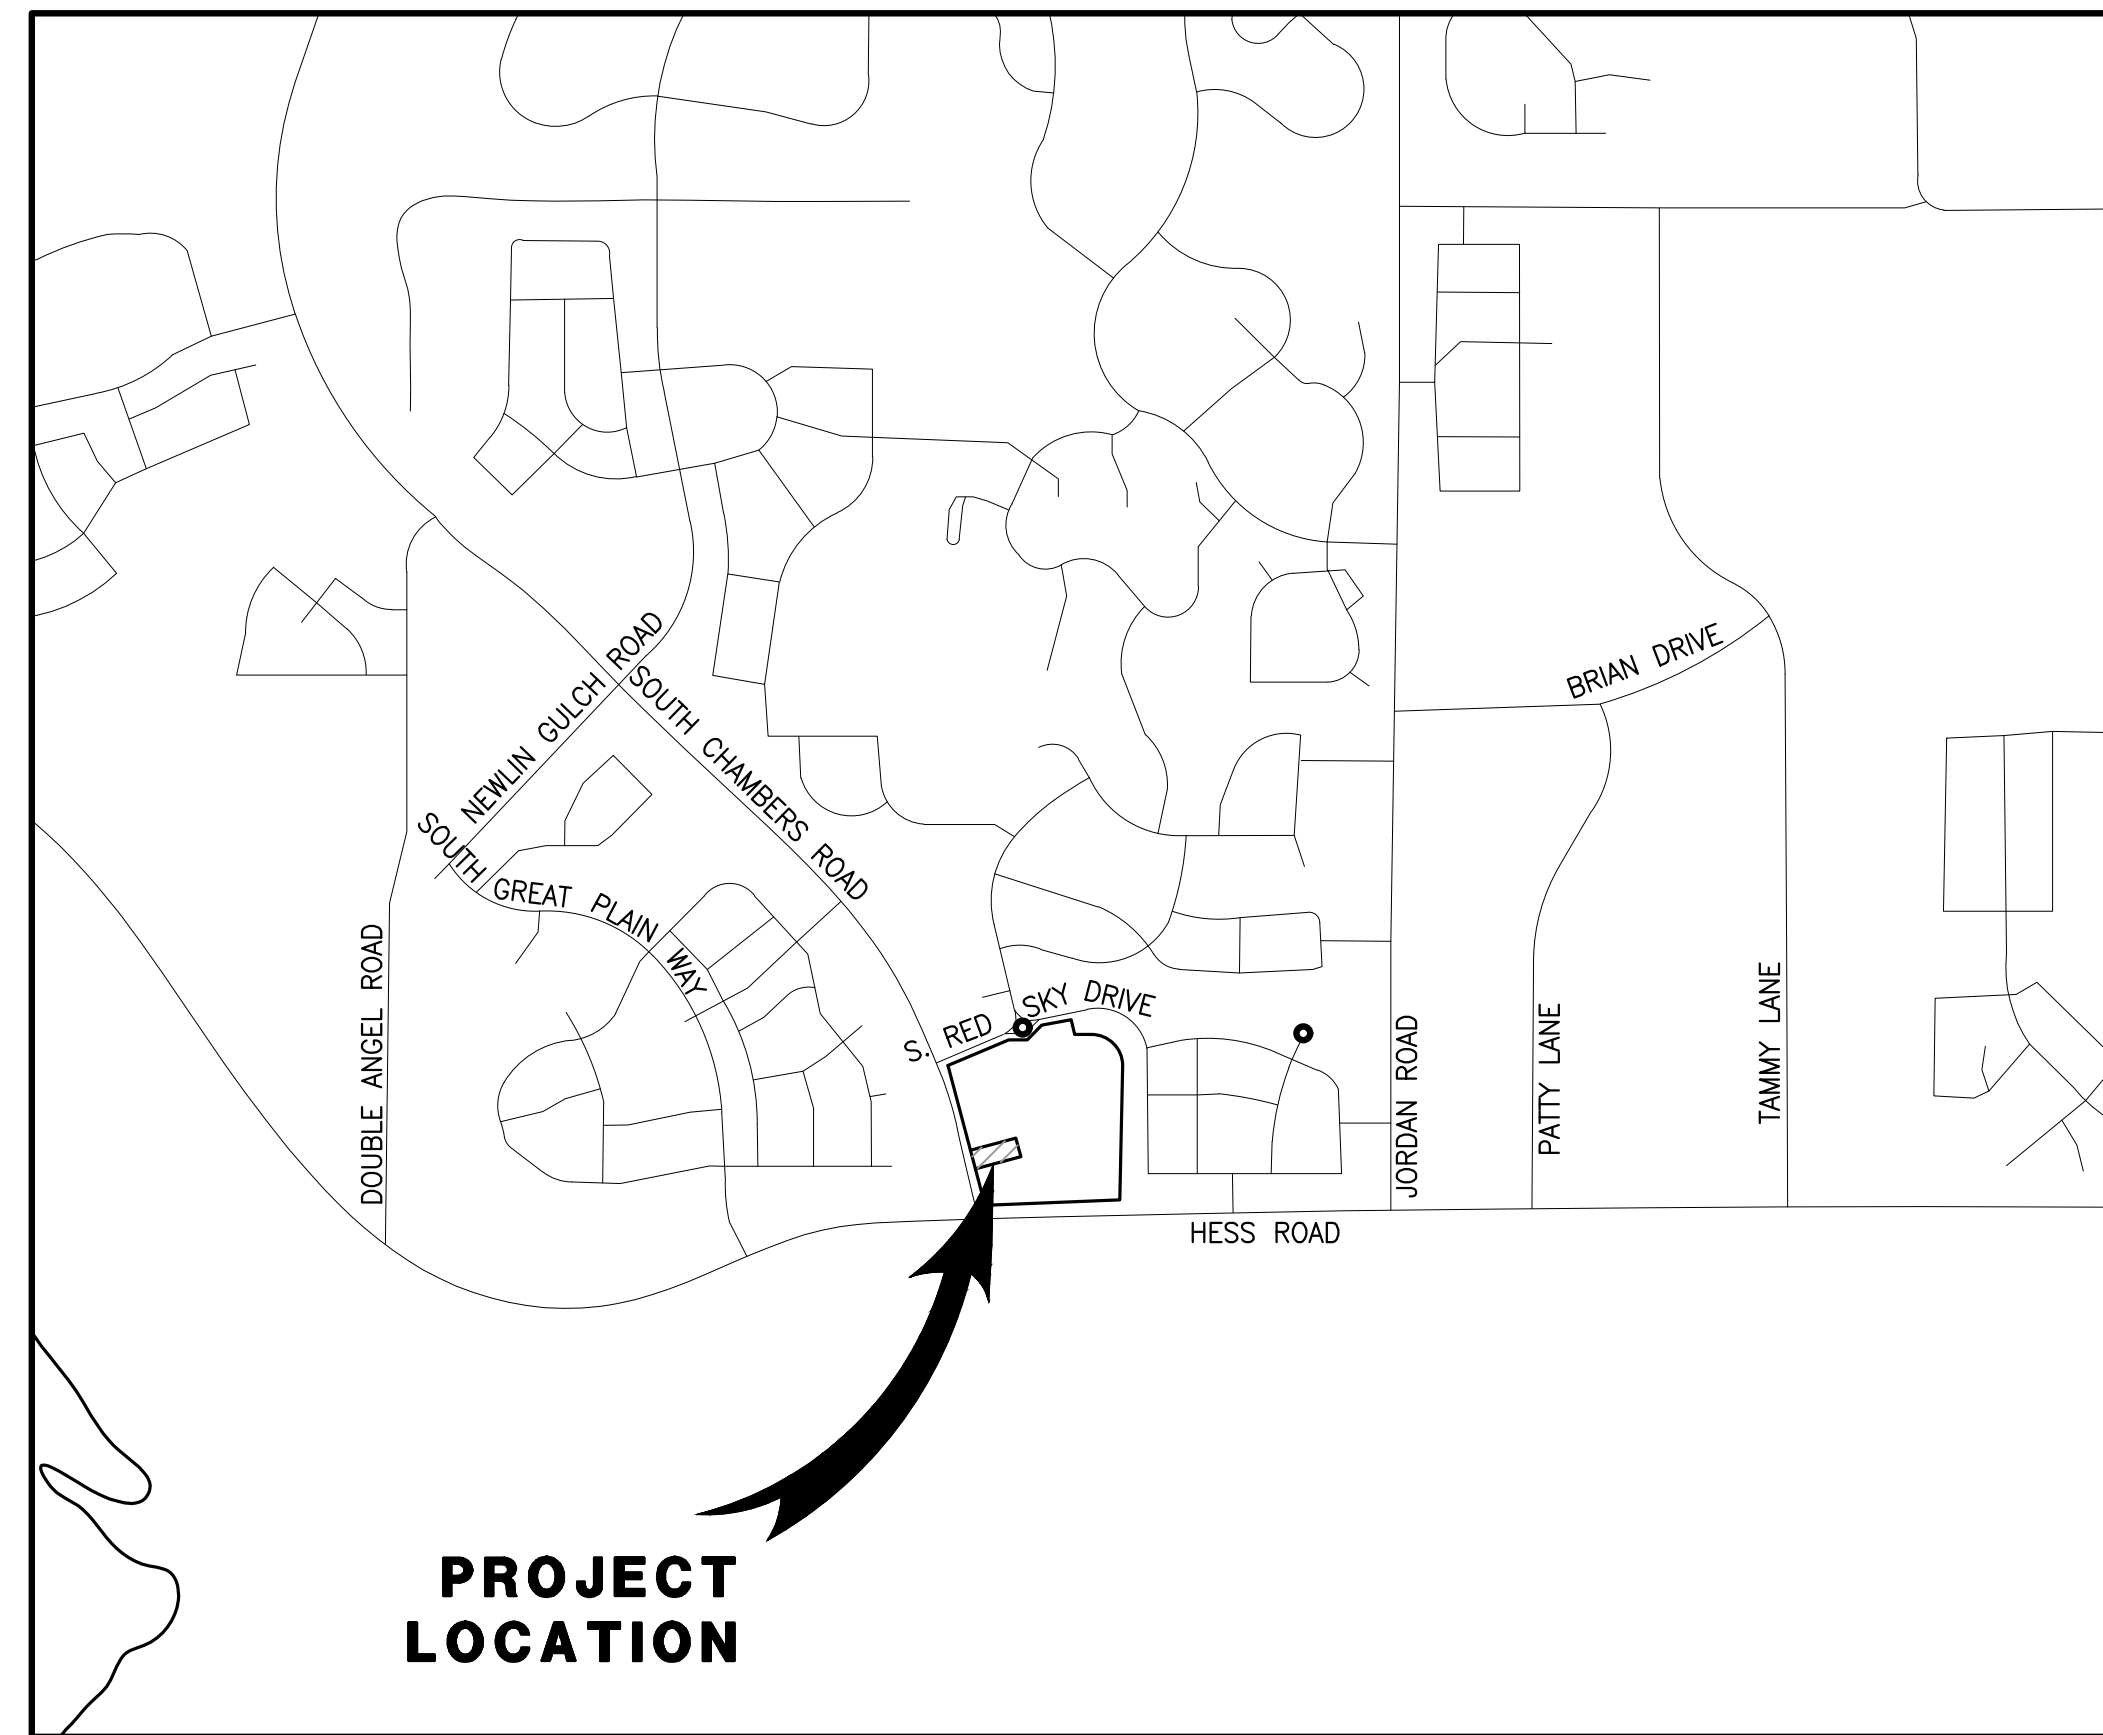 NEWLIN GULCH ROAD
SOUTH CHAMBERS ROAD
BRIAN DRIVE
SOUTH GREAT PLAIN WAY
DOUBLE ANGEL ROAD
S. RED SKY DRIVE
JORDAN ROAD
PATTY LANE
TAMMY LANE
HESS ROAD
PROJECT
LOCATION